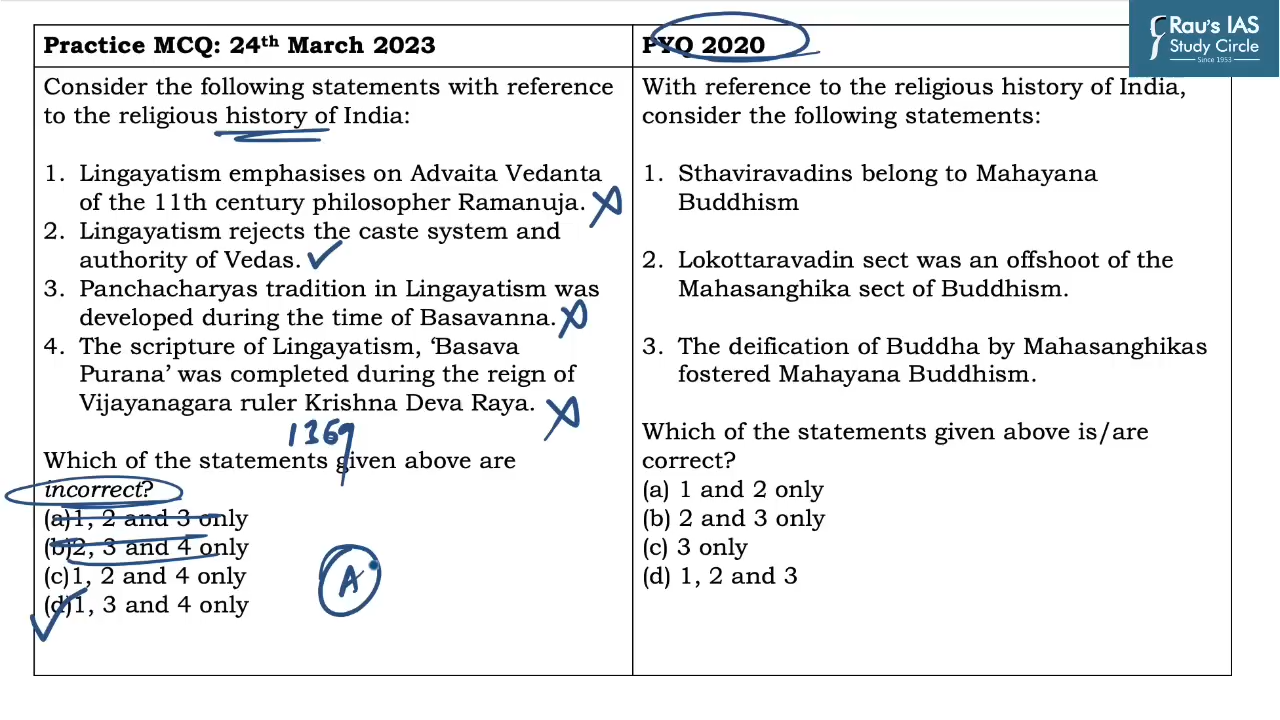 Rau's IAS
Study Circle
Since 1953
Practice MCQ: 24th March 2023
Consider the following statements with reference
to the religious history of India:
1. Lingayatism emphasises on Advaita Vedanta
of the 11th century philosopher Ramanuja.
2. Lingayatism rejects the caste system and
authority of Vedas.
3. Panchacharyas tradition in Lingayatism was
developed during the time of Basavanna.
4. The scripture of Lingayatism, ‘Basava
Purana’ was completed during the reign of
Vijayanagara ruler Krishna Deva Raya.
1369
Which of the statements given above are
incorrect?
(a)1, 2 and 3 only
(b)2, 3 and 4 only
(c)1, 2 and 4 only
(d)1, 3 and 4 only
A
PYQ 2020
With reference to the religious history of India,
consider the following statements:
1. Sthaviravadins belong to Mahayana
Buddhism
2. Lokottaravadin sect was an offshoot of the
Mahasanghika sect of Buddhism.
3. The deification of Buddha by Mahasanghikas
fostered Mahayana Buddhism.
Which of the statements given above is/are
correct?
(a) 1 and 2 only
(b) 2 and 3 only
(c) 3 only
(d) 1, 2 and 3